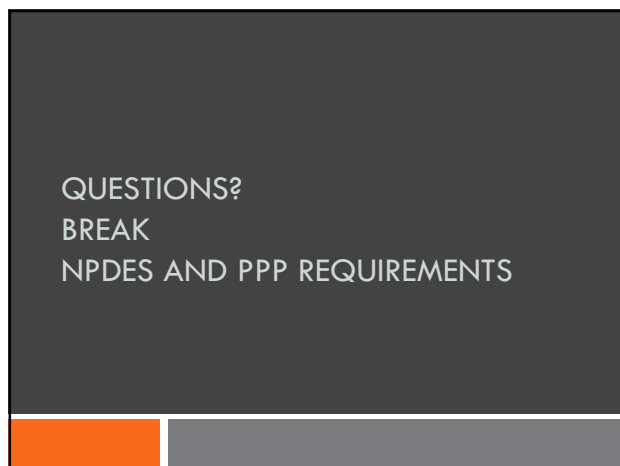 QUESTIONS?
BREAK
NPDES AND PPP REQUIREMENTS